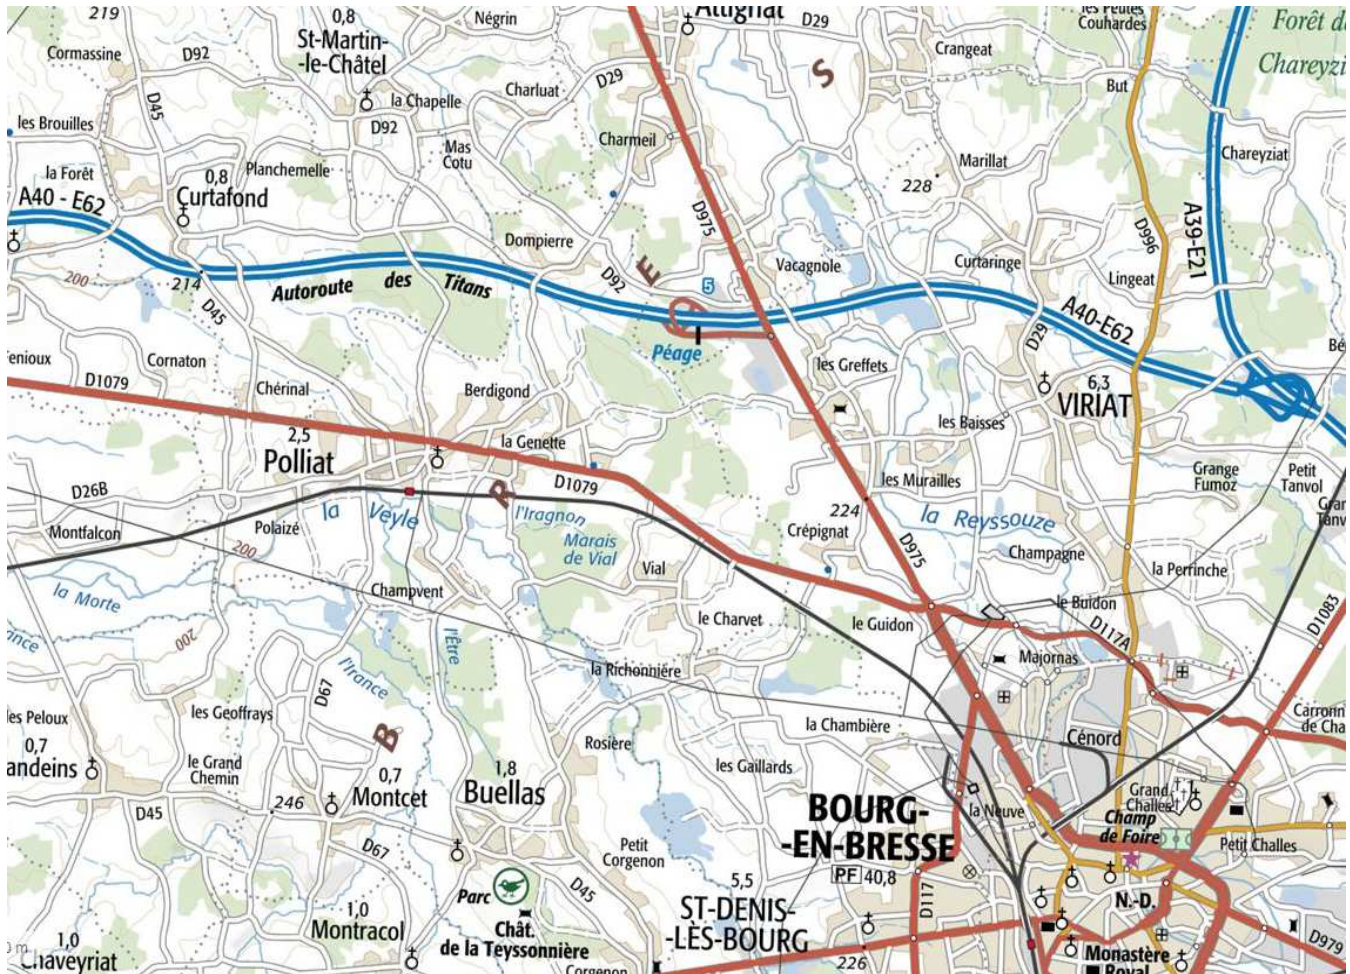 219
Cormassine
D92
0,8
St-Martin-
-le-Châtel
Négrin
Attignat
D29
les Petites
Couhardes
Crangeat
Forêt de
Chareyzi
D45
les Brouilles
la Chapelle
D92
Charluat
D29
Charmeil
S
But
la Forêt
Planchemelle
Mas
Cotu
Marillat
Chareyziat
A40 - E62
0,8
Curtafond
228
D975
A39-E21
D996
Dompierre
Vacagnole
Curtaringe
Lingeat
200
214
Autoroute des Titans
D92
E
5
D45
A40-E62
D29
Péage
Cornaton
les Greffets
6,3
VIRIAT
D1079
Chérinal
Berdigond
les Baisses
2,5
Polliat
la Genette
D1079
les Murailles
Grange
Fumoz
Petit
Tanvol
D26B
R
224
Montfalcon
Polaizé
la Veyle
l'Iragnon
Marais
de Vial
Crépignat
la Reyssouze
D975
Champagne
la Perrinche
200
Vial
la Morte
Champvent
le Charvet
le Guidon
le Buidon
D117A
D1083
200
l'Être
l'Irance
la Richonnière
Majornas
D67
les Geoffrays
la Chambière
les Peloux
0,7
B
Rosière
Cénord
le Grand
Chemin
0,7
Montcet
1,8
Buellas
les Gaillards
D45
246
BOURG-
-EN-BRESSE
PF 40,8
la Neuve
Grand
Challes
Champ
de Foire
Petit Challes
D67
Petit
Corgenon
D45
Parc
5,5
ST-DENIS-
-LÈS-BOURG
D117
N.-D.
1,0
Montracol
Chât.
de la Teyssonnière
226
D979
1,0
Chaveyriat
Corgenon
Monastère
Royal